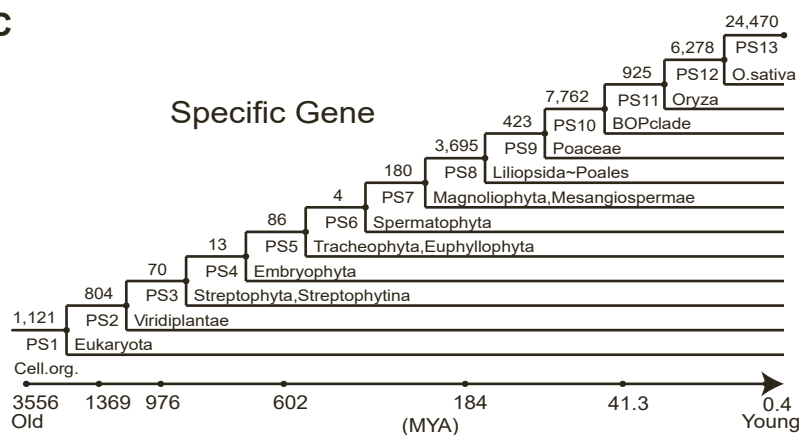 C
24,470
6,278 PS13
925 PS12 O.sativa
7,762 PS11 Oryza
Specific Gene
423 PS10 BOPclade
3,695 PS9 Poaceae
180 PS8 Liliopsida~Poales
4 PS7 Magnoliophyta,Mesangiospermae
86 PS6 Spermatophyta
13 PS5 Tracheophyta,Euphyllophyta
70 PS4 Embryophyta
804 PS3 Streptophyta,Streptophytina
1,121 PS2 Viridiplantae
PS1 Eukaryota
Cell.org.
3556 1369 976 602 184 41.3 0.4
Old (MYA) Young